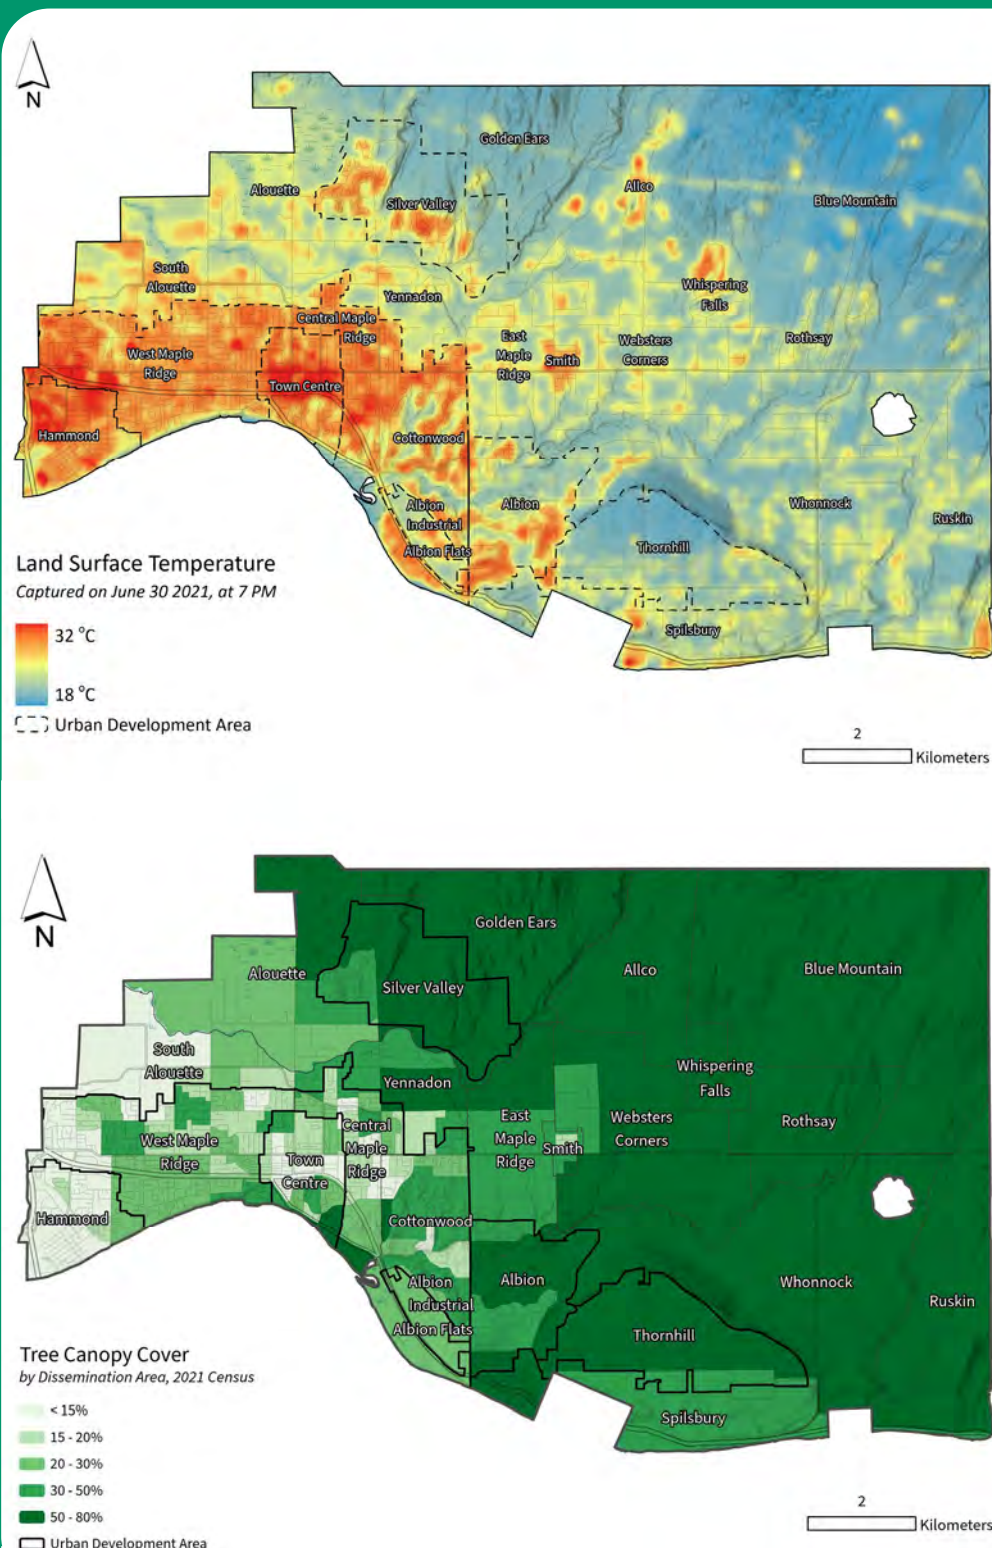 N
Golden Ears
Alouette
Silver Valley
Allco
Blue Mountain
South
Alouette
Yennadon
Whispering
Falls
Central Maple
Ridge
West Maple
Ridge
East
Maple
Ridge
Smith
Websters
Corners
Rothsay
Town Centre
Hammond
Cottonwood
Albion
Industrial
Albion
Whonnock
Ruskin
Albion Flats
Thornhill
Spilsbury
Land Surface Temperature
Captured on June 30 2021, at 7 PM
32 °C
18 °C
Urban Development Area
2
Kilometers
N
Golden Ears
Alouette
Silver Valley
Allco
Blue Mountain
South
Alouette
Yennadon
Whispering
Falls
West Maple
Ridge
Central
Maple
Ridge
East
Maple
Ridge
Smith
Websters
Corners
Rothsay
Town
Centre
Hammond
Cottonwood
Albion
Industrial
Albion
Whonnock
Ruskin
Albion Flats
Thornhill
Spilsbury
Tree Canopy Cover
by Dissemination Area, 2021 Census
< 15%
15 - 20%
20 - 30%
30 - 50%
50 - 80%
Urban Development Area
2
Kilometers